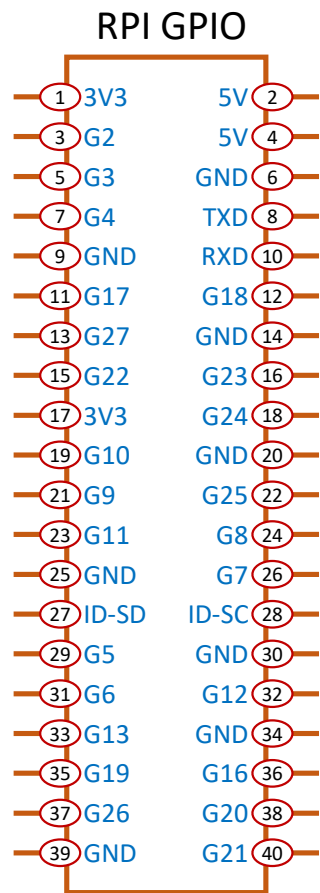 RPI GPIO
1 3V3 5V 2
3 G2 5V 4
5 G3 GND 6
7 G4 TXD 8
9 GND RXD 10
11 G17 G18 12
13 G27 GND 14
15 G22 G23 16
17 3V3 G24 18
19 G10 GND 20
21 G9 G25 22
23 G11 G8 24
25 GND G7 26
27 ID-SD ID-SC 28
29 G5 GND 30
31 G6 G12 32
33 G13 GND 34
35 G19 G16 36
37 G26 G20 38
39 GND G21 40